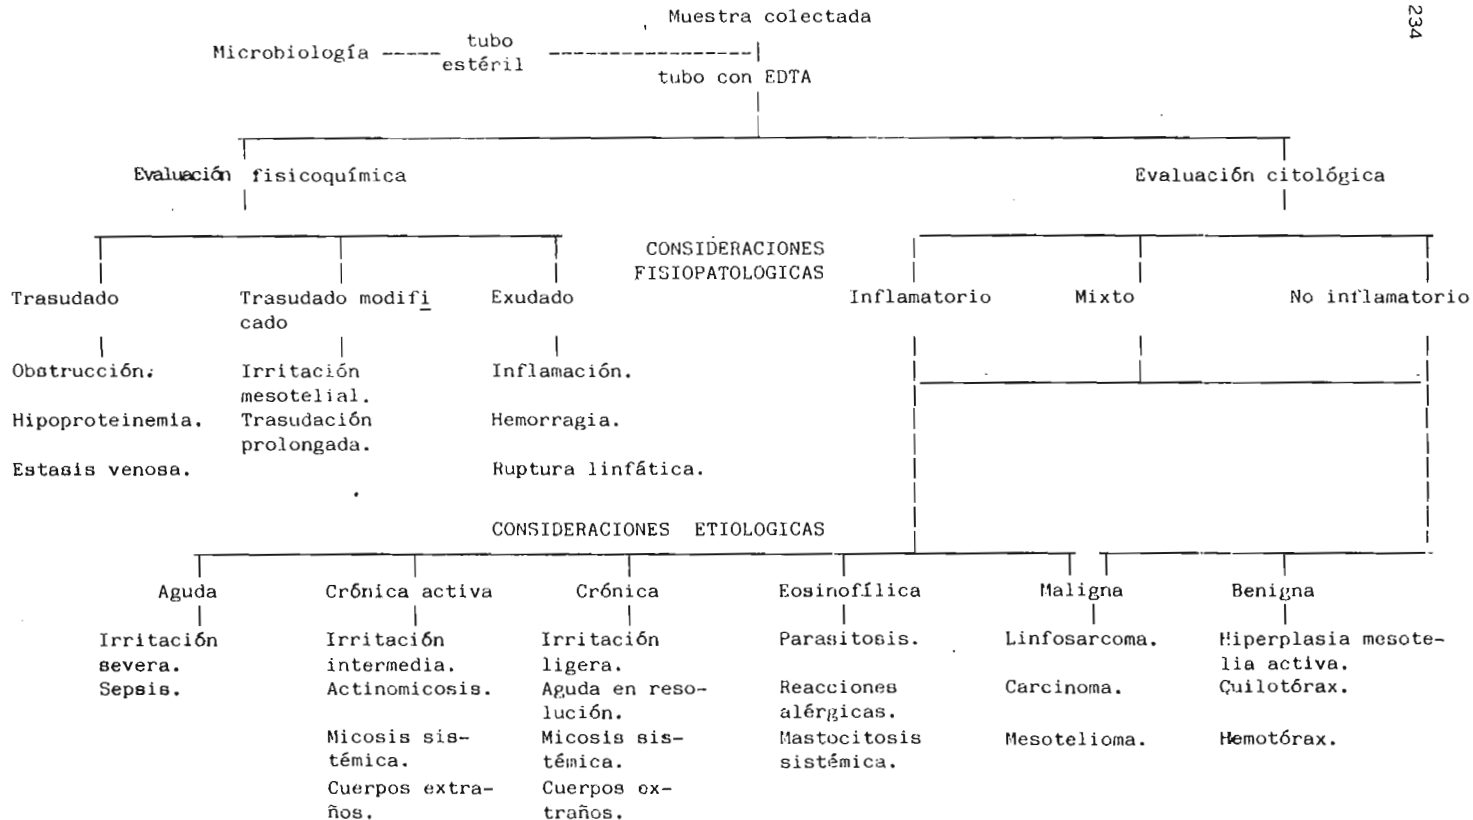 234
Muestra colectada
Microbiología ----- tubo estéril ------------------|
tubo con EDTA
Evaluación fisicoquímica
Evaluación citológica
CONSIDERACIONES
FISIOPATOLOGICAS
Trasudado
Trasudado modifi
cado
Exudado
Inflamatorio
Mixto
No inflamatorio
Obstrucción.
Hipoproteinemia.
Estasis venosa.
Irritación
mesotelial.
Trasudación
prolongada.
Inflamación.
Hemorragia.
Ruptura linfática.
CONSIDERACIONES ETIOLOGICAS
Aguda
Irritación
severa.
Sepsis.
Crónica activa
Irritación
intermedia.
Actinomicosis.
Micosis sis-
témica.
Cuerpos extra-
ños.
Crónica
Irritación
ligera.
Aguda en reso-
lución.
Micosis sis-
témica.
Cuerpos ex-
traños.
Eosinofílica
Parasitosis.
Reacciones
alérgicas.
Mastocitosis
sistémica.
Maligna
Linfosarcoma.
Carcinoma.
Mesotelioma.
Benigna
Hiperplasia mesote-
lia activa.
Quilotórax.
Hemotórax.